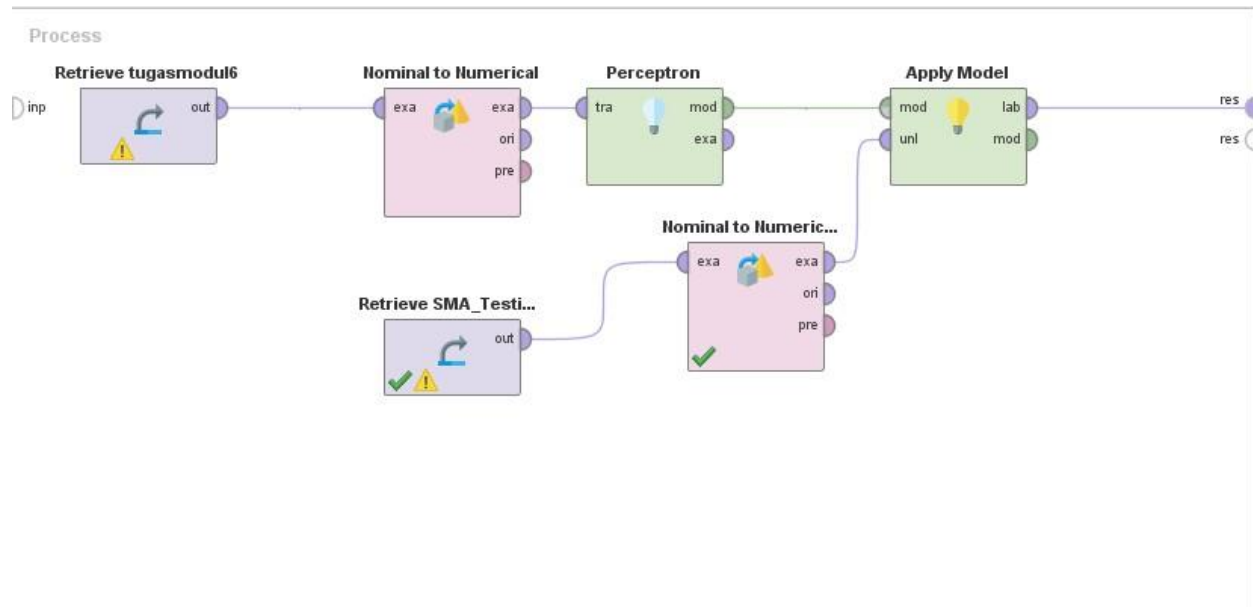 Process
Retrieve tugasmodul6
Nominal to Numerical
Perceptron
Apply Model
inp
out
exa
exa
ori
pre
tra
mod
exa
mod
unl
lab
mod
res
res
Nominal to Numeric...
exa
exa
ori
pre
Retrieve SMA_Testi...
out